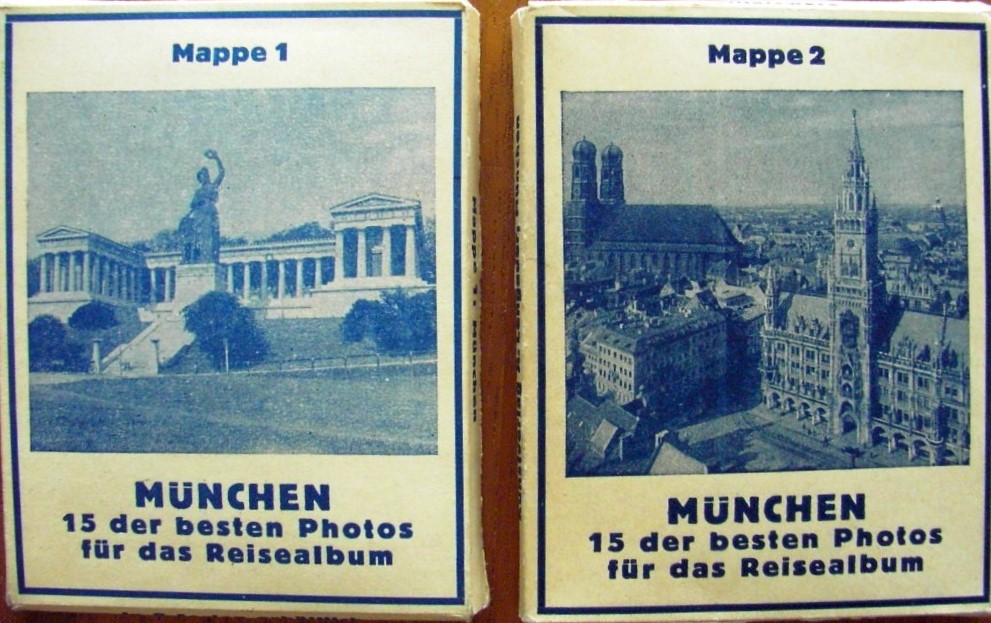 Mappe 1
MÜNCHEN
15 der besten Photos
für das Reisealbum
Mappe 2
MÜNCHEN
15 der besten Photos
für das Reisealbum